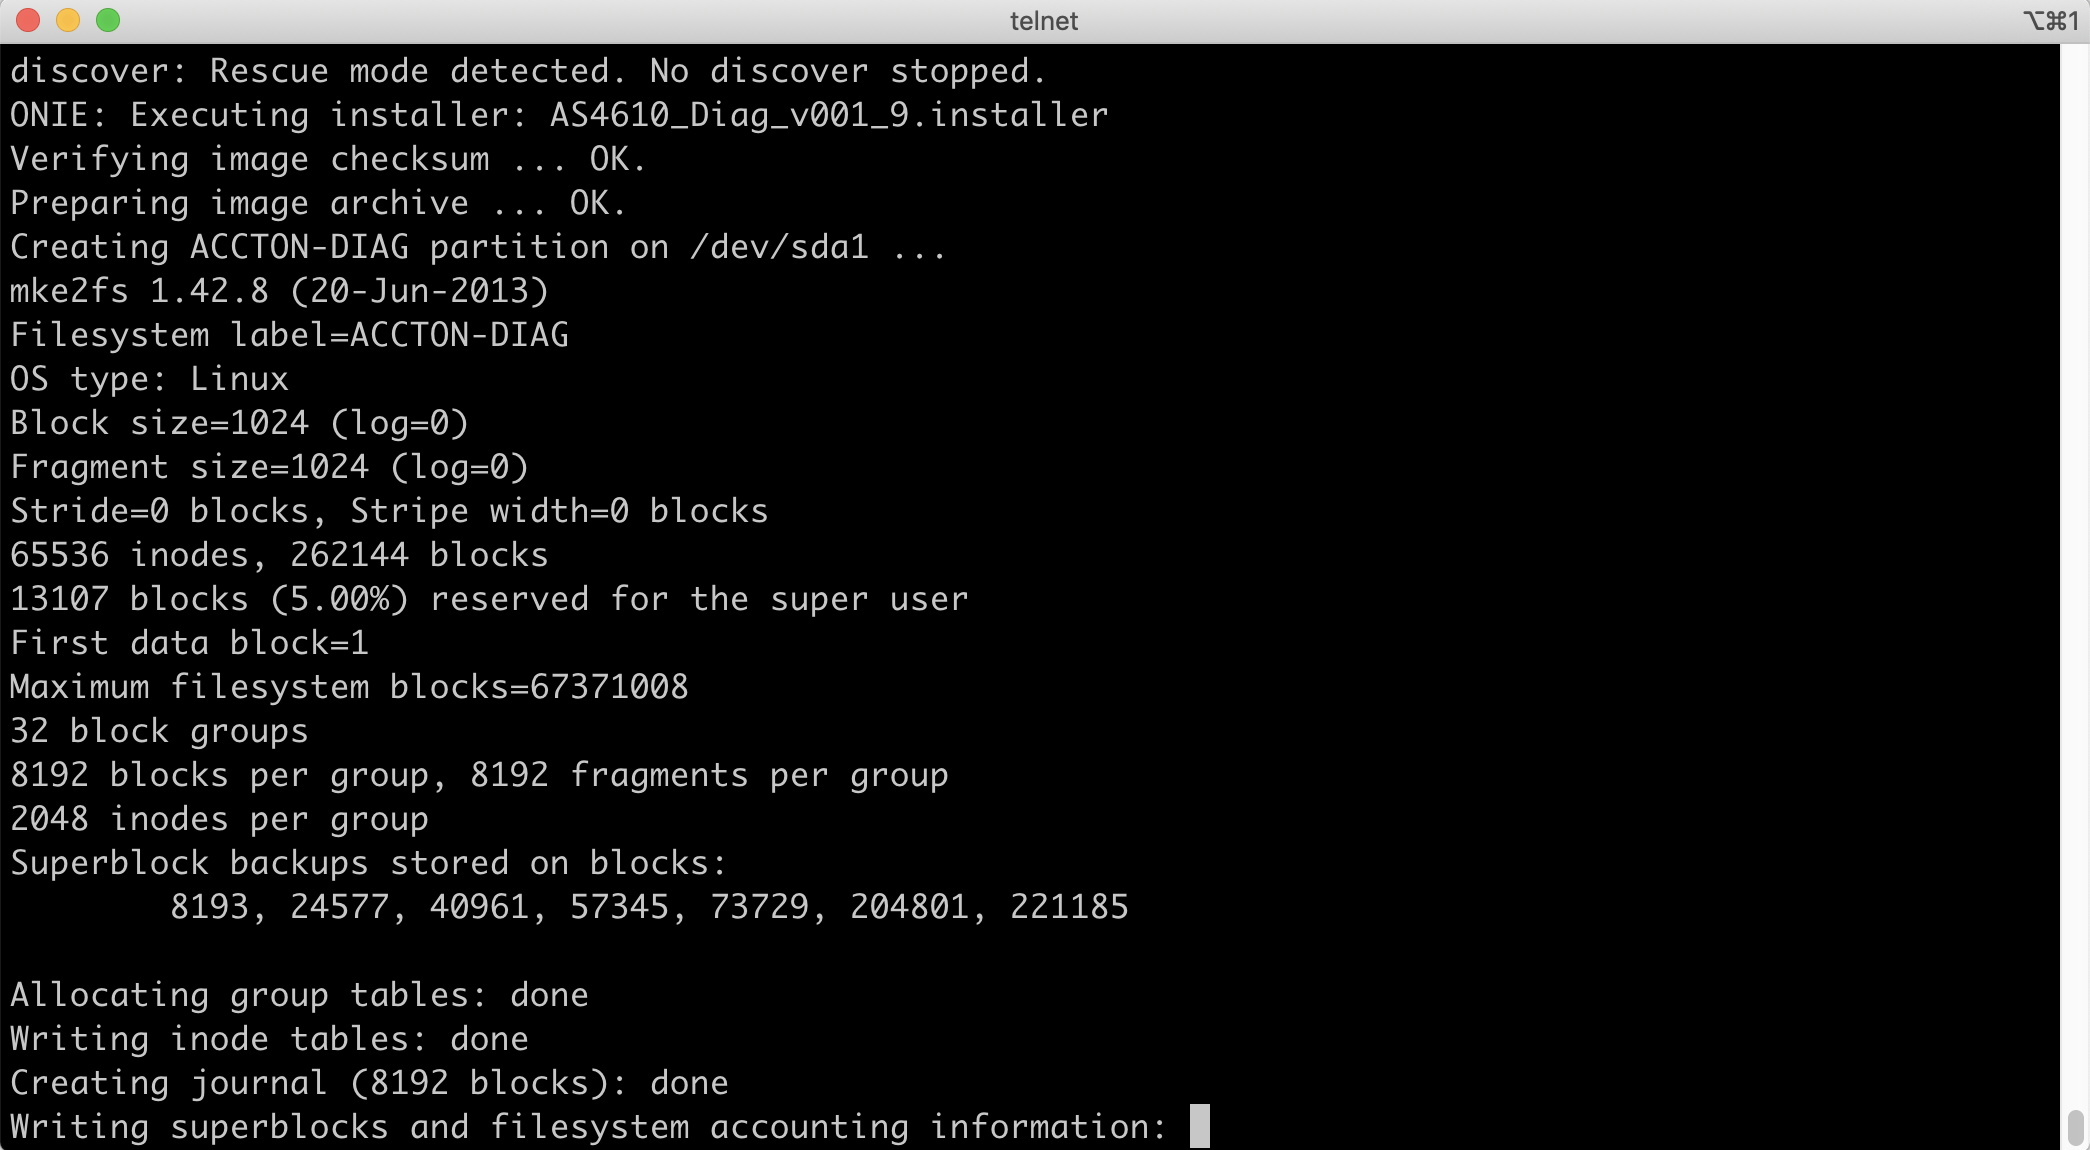 telnet
⌥⌘1
discover: Rescue mode detected. No discover stopped.
ONIE: Executing installer: AS4610_Diag_v001_9.installer
Verifying image checksum ... OK.
Preparing image archive ... OK.
Creating ACCTON-DIAG partition on /dev/sda1 ...
mke2fs 1.42.8 (20-Jun-2013)
Filesystem label=ACCTON-DIAG
OS type: Linux
Block size=1024 (log=0)
Fragment size=1024 (log=0)
Stride=0 blocks, Stripe width=0 blocks
65536 inodes, 262144 blocks
13107 blocks (5.00%) reserved for the super user
First data block=1
Maximum filesystem blocks=67371008
32 block groups
8192 blocks per group, 8192 fragments per group
2048 inodes per group
Superblock backups stored on blocks:
        8193, 24577, 40961, 57345, 73729, 204801, 221185
Allocating group tables: done
Writing inode tables: done
Creating journal (8192 blocks): done
Writing superblocks and filesystem accounting information: